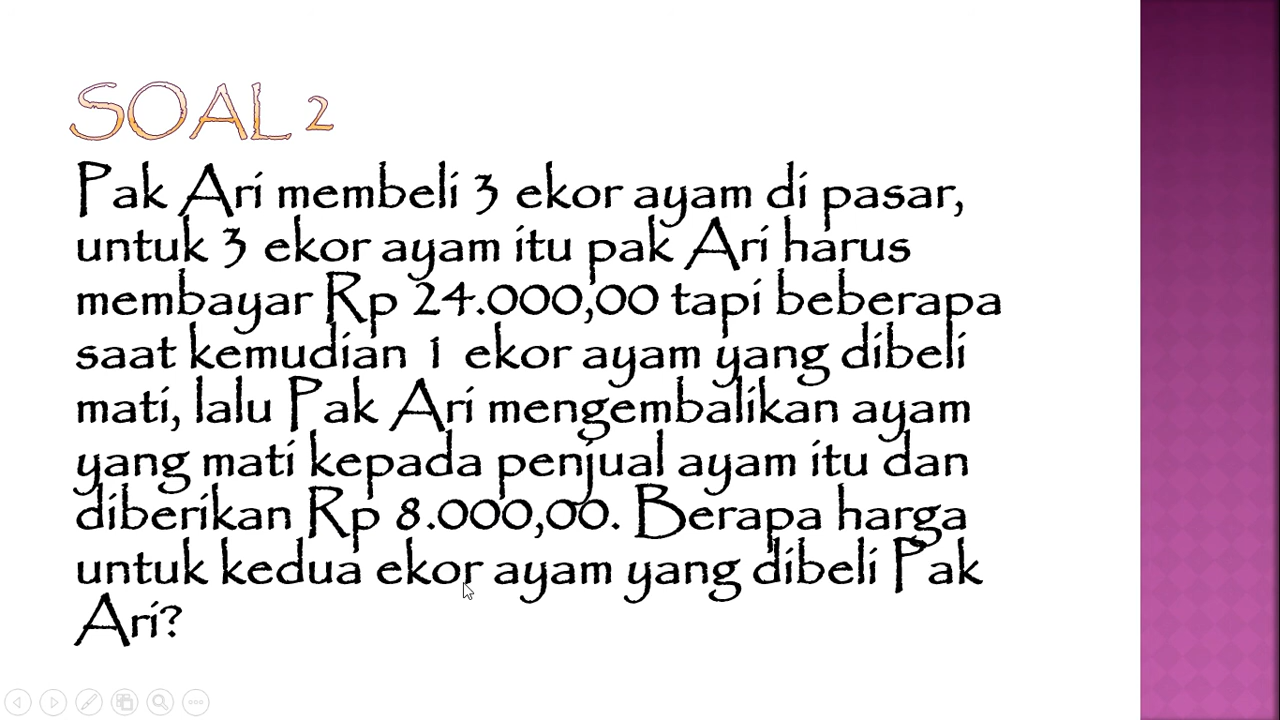 SOAL 2
Pak Ari membeli 3 ekor ayam di pasar,
untuk 3 ekor ayam itu pak Ari harus
membayar Rp 24.000,00 tapi beberapa
saat kemudian 1 ekor ayam yang dibeli
mati, lalu Pak Ari mengembalikan ayam
yang mati kepada penjual ayam itu dan
diberikan Rp 8.000,00. Berapa harga
untuk kedua ekor ayam yang dibeli Pak
Ari?